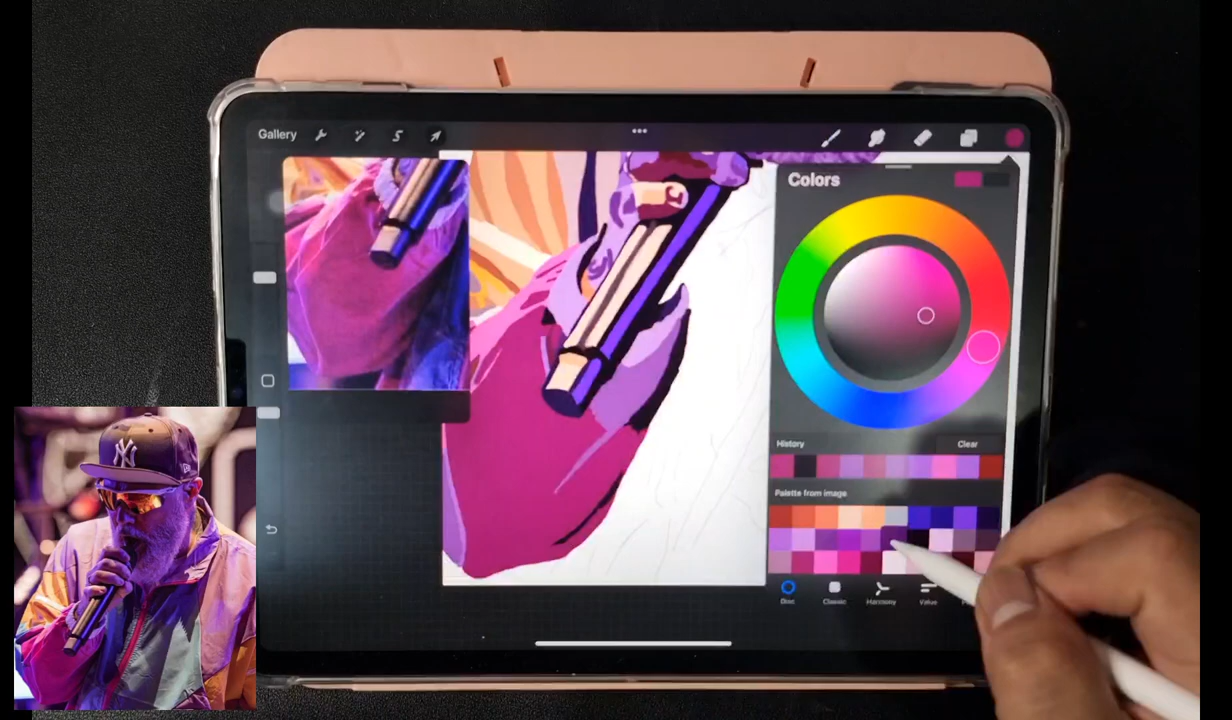 Gallery
Colors
History
Clear
Palette from image
Disc
Classic
Harmony
Value
NY